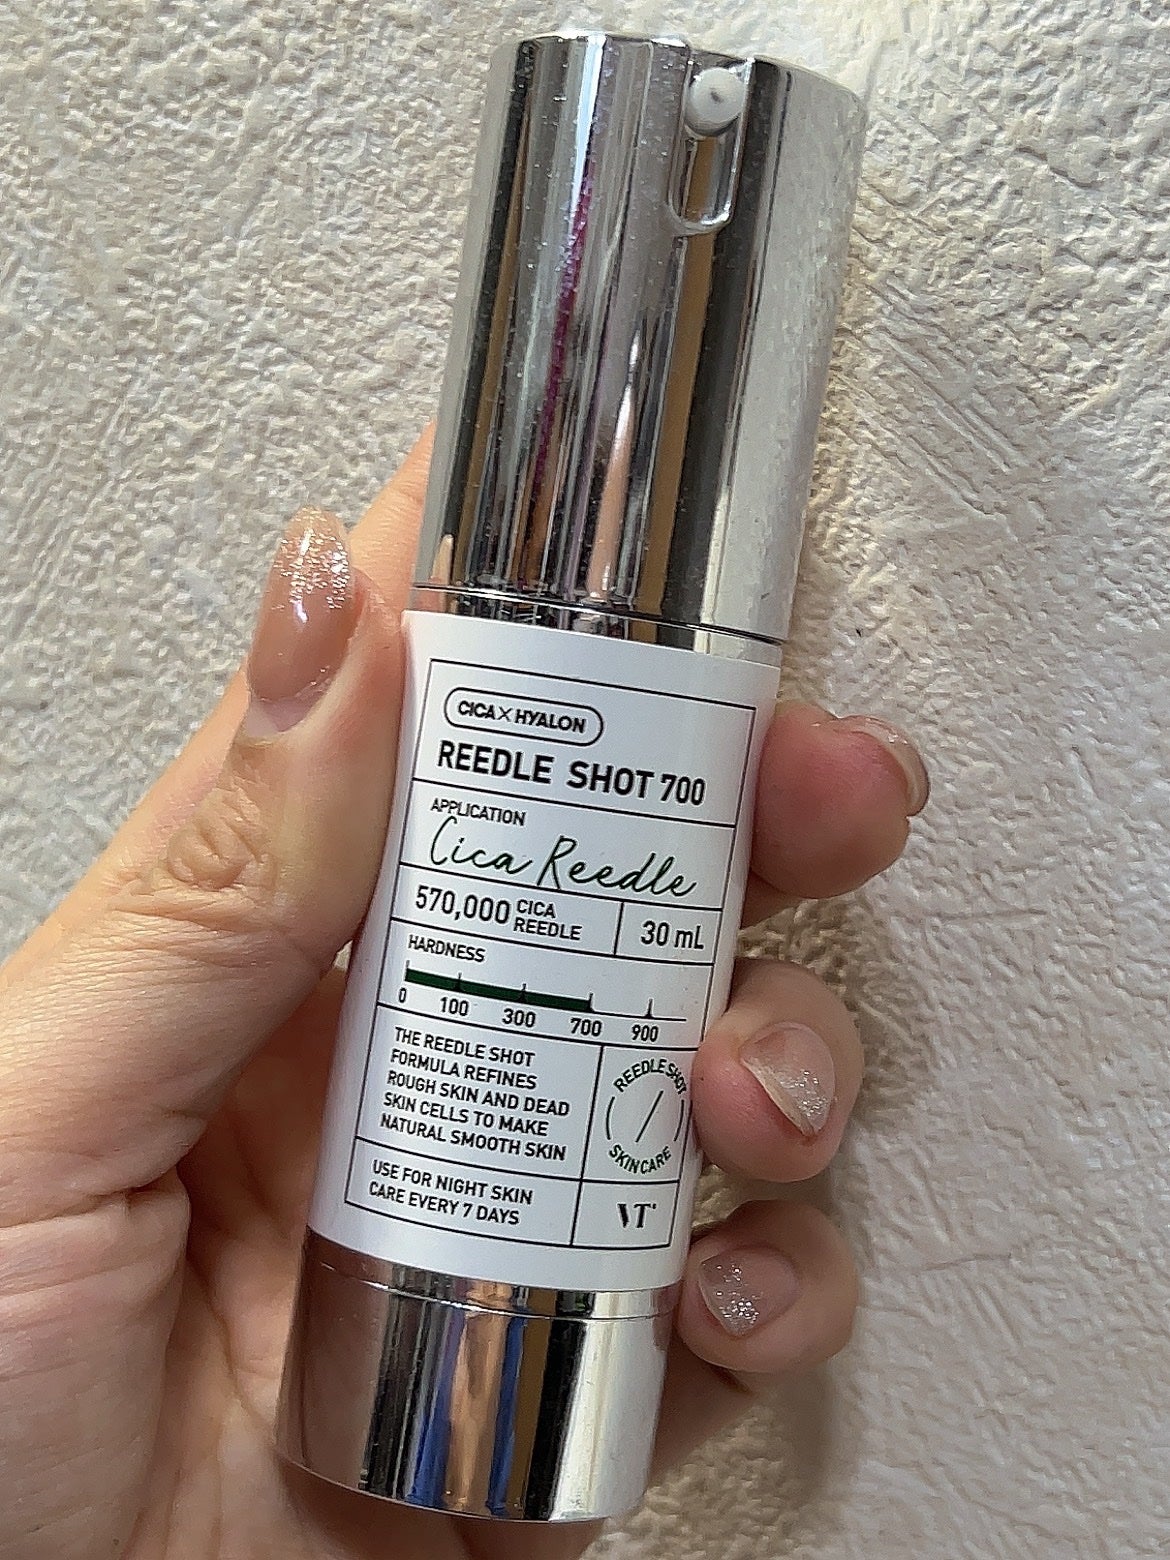 CICA×HYALON
REEDLE SHOT 700
APPLICATION
Cica Reedle
570,000 CICA REEDLE
30 mL
HARDNESS
0 100 300 700 900
THE REEDLE SHOT
FORMULA REFINES
ROUGH SKIN AND DEAD
SKIN CELLS TO MAKE
NATURAL SMOOTH SKIN
REEDLE SHOT
SKINCARE
USE FOR NIGHT SKIN
CARE EVERY 7 DAYS
VT